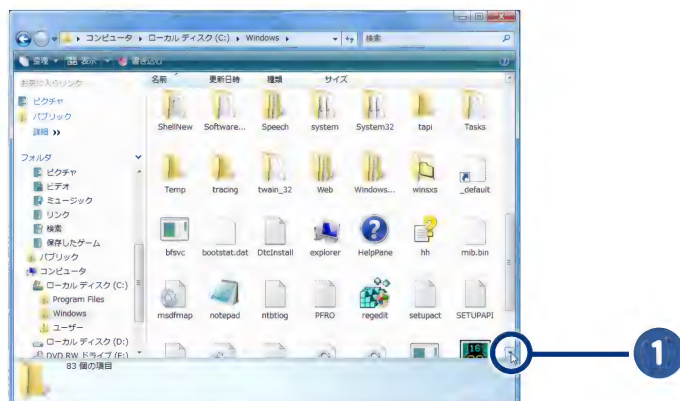 コンピュータ ▸ ローカル ディスク (C:) ▸ Windows ▸
検索
整理 表示 書き込む
お気に入りリンク
ピクチャ
パブリック
詳細 >>
フォルダ
ピクチャ
ビデオ
ミュージック
リンク
検索
保存したゲーム
パブリック
コンピュータ
ローカル ディスク (C:)
Program Files
Windows
ユーザー
ローカル ディスク (D:)
DVD RW ドライブ (E:)
名前 更新日時 種類 サイズ
ShellNew Software... Speech system System32 tapi Tasks
Temp tracing twain_32 Web Windows... winsxs _default
bfsvc bootstat.dat DtcInstall explorer HelpPane hh mib.bin
msdfmap notepad ntbtlog PFRO regedit setupact SETUPAPI
16
83 個の項目
1